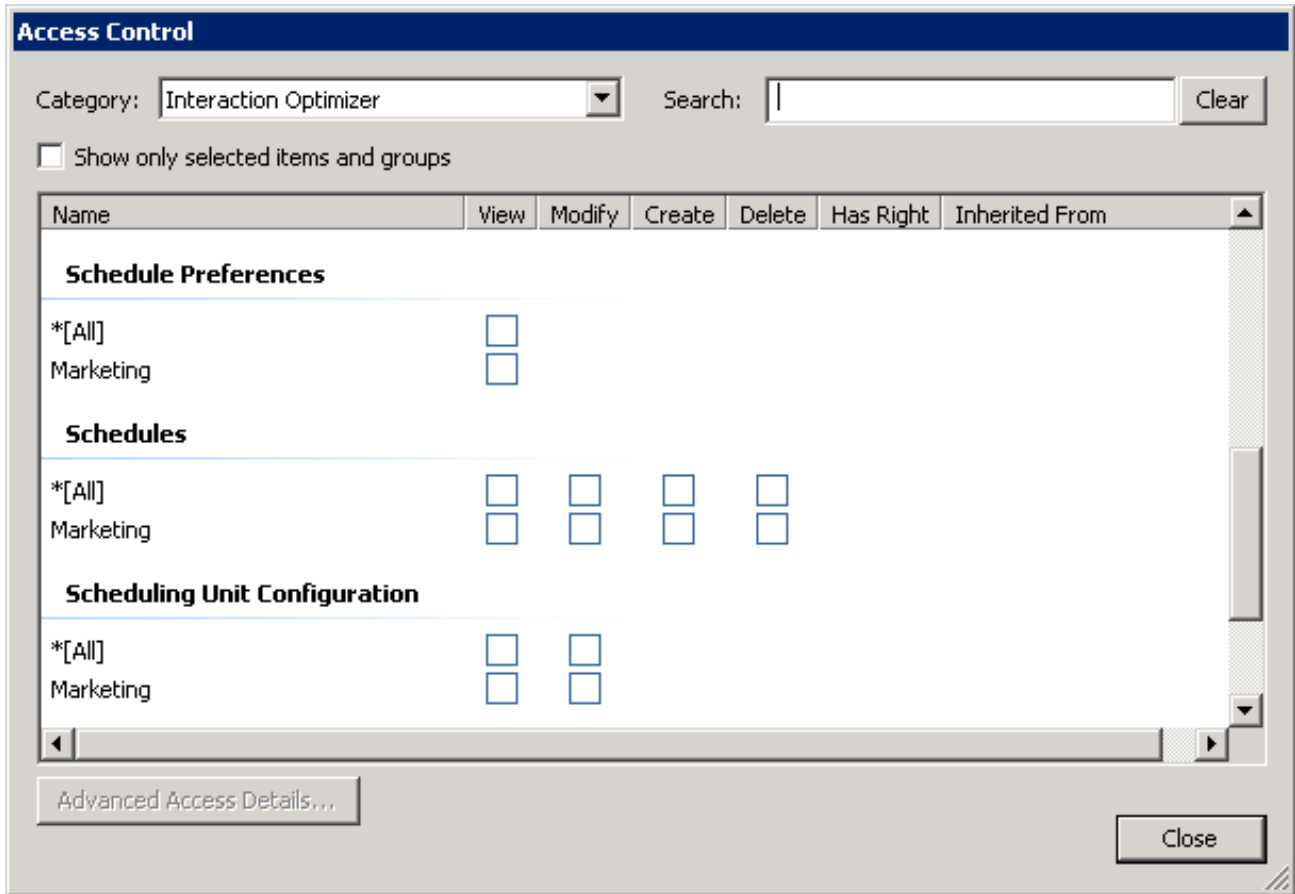 Access Control
Category: Interaction Optimizer Search: Clear
Show only selected items and groups
Name View Modify Create Delete Has Right Inherited From
Schedule Preferences
*[All]
Marketing
Schedules
*[All]
Marketing
Scheduling Unit Configuration
*[All]
Marketing
Advanced Access Details...
Close